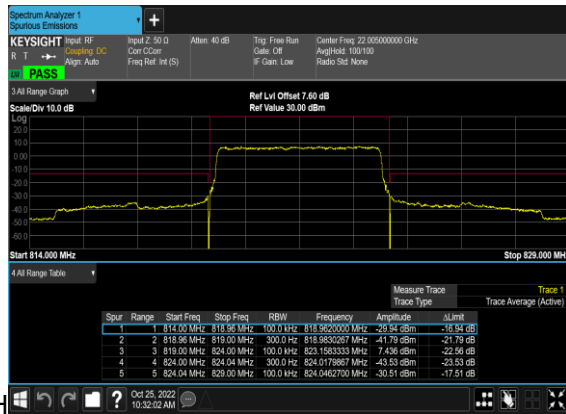 Spectrum Analyzer 1
Spurious Emissions
+
KEYSIGHT Input: RF
R T Coupling: DC
Align: Auto
LXI PASS
Input Z: 50 Ω
Corr CCorr
Freq Ref: Int (S)
Atten: 40 dB
Trig: Free Run
Gate: Off
IF Gain: Low
Center Freq: 22.005000000 GHz
Avg|Hold: 100/100
Radio Std: None
3 All Range Graph
Scale/Div 10.0 dB
Ref Lvl Offset 7.60 dB
Ref Value 30.00 dBm
Log
20.0
10.0
0.00
-10.0
-20.0
-30.0
-40.0
-50.0
-60.0
Start 814.000 MHz
Stop 829.000 MH
4 All Range Table
Measure Trace Trace 1
Trace Type Trace Average (Active)
Spur Range Start Freq Stop Freq RBW Frequency Amplitude ΔLimit
1 1 814.00 MHz 818.96 MHz 100.0 kHz 818.9620000 MHz -29.94 dBm -16.94 dB
2 2 818.96 MHz 819.00 MHz 300.0 Hz 818.9830267 MHz -41.79 dBm -21.79 dB
3 3 819.00 MHz 824.00 MHz 100.0 kHz 823.1583333 MHz 7.436 dBm -22.56 dB
4 4 824.00 MHz 824.04 MHz 300.0 Hz 824.0179867 MHz -43.53 dBm -23.53 dB
5 5 824.04 MHz 829.00 MHz 100.0 kHz 824.0462700 MHz -30.51 dBm -17.51 dB
?
Oct 25, 2022
10:32:02 AM